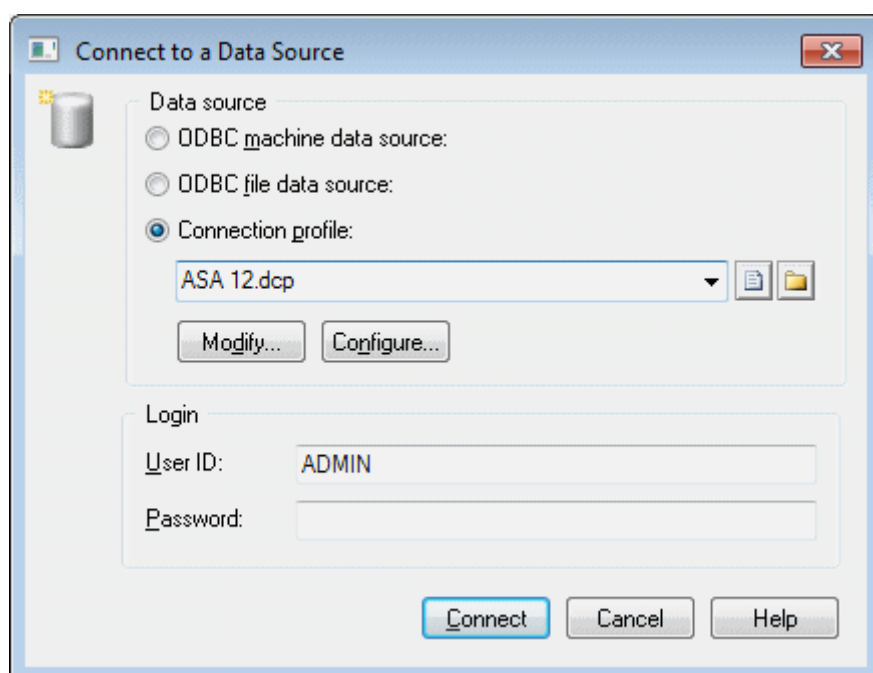 Connect to a Data Source
Data source
ODBC machine data source:
ODBC file data source:
Connection profile:
ASA 12.dcp
Modify... Configure...
Login
User ID: ADMIN
Password:
Connect Cancel Help